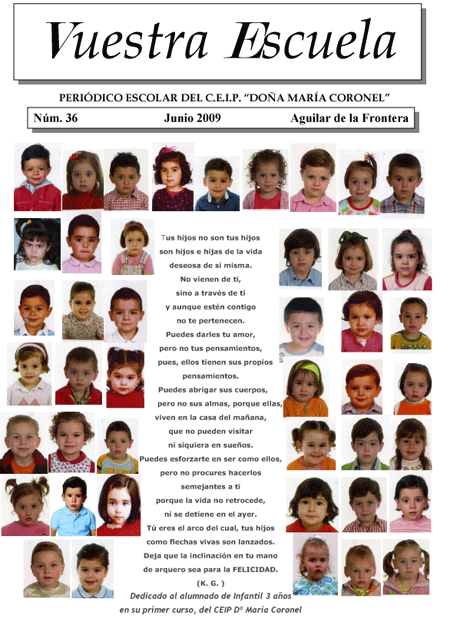 Vuestra Escuela
PERIÓDICO ESCOLAR DEL C.E.I.P. “DOÑA MARÍA CORONEL”
Núm. 36 Junio 2009 Aguilar de la Frontera
Tus hijos no son tus hijos
son hijos e hijas de la vida
deseosa de si misma.
No vienen de ti,
sino a través de ti
y aunque estén contigo
no te pertenecen.
Puedes darles tu amor,
pero no tus pensamientos,
pues, ellos tienen sus propios
pensamientos.
Puedes abrigar sus cuerpos,
pero no sus almas, porque ellas,
viven en la casa del mañana,
que no pueden visitar
ni siquiera en sueños.
Puedes esforzarte en ser como ellos,
pero no procures hacerlos
semejantes a ti
porque la vida no retrocede,
ni se detiene en el ayer.
Tú eres el arco del cual, tus hijos
como flechas vivas son lanzados.
Deja que la inclinación en tu mano
de arquero sea para la FELICIDAD.
(K. G. )
Dedicado al alumnado de Infantil 3 años
en su primer curso, del CEIP Dª María Coronel